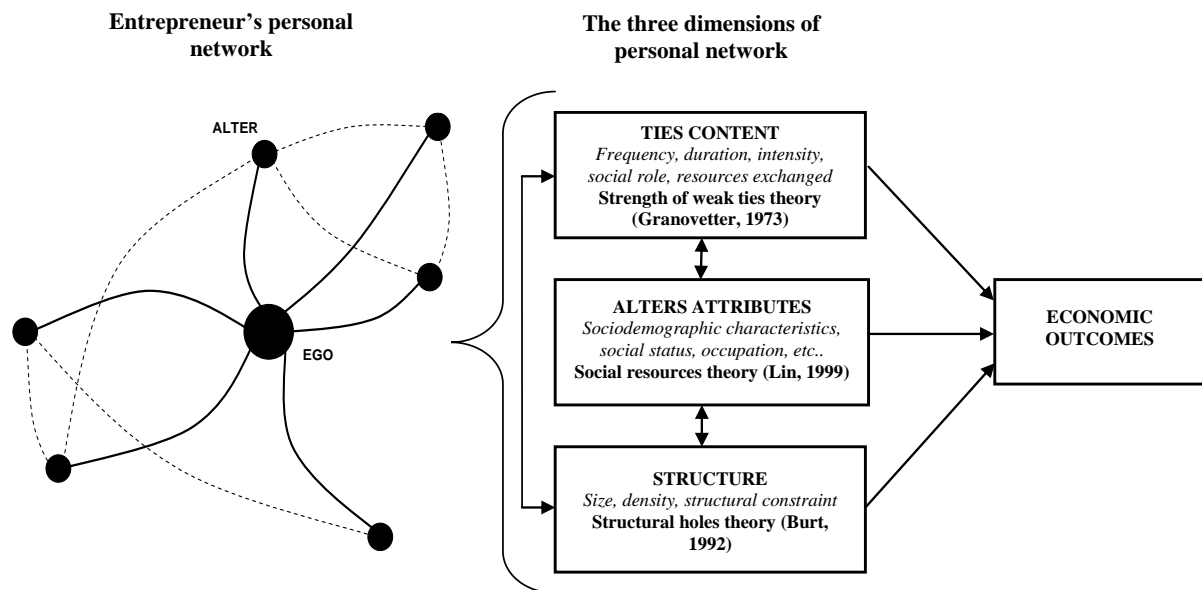 Entrepreneur’s personal
network
The three dimensions of
personal network
ALTER
EGO
TIES CONTENT
Frequency, duration, intensity,
social role, resources exchanged
Strength of weak ties theory
(Granovetter, 1973)
ALTERS ATTRIBUTES
Sociodemographic characteristics,
social status, occupation, etc..
Social resources theory (Lin, 1999)
STRUCTURE
Size, density, structural constraint
Structural holes theory (Burt,
1992)
ECONOMIC
OUTCOMES